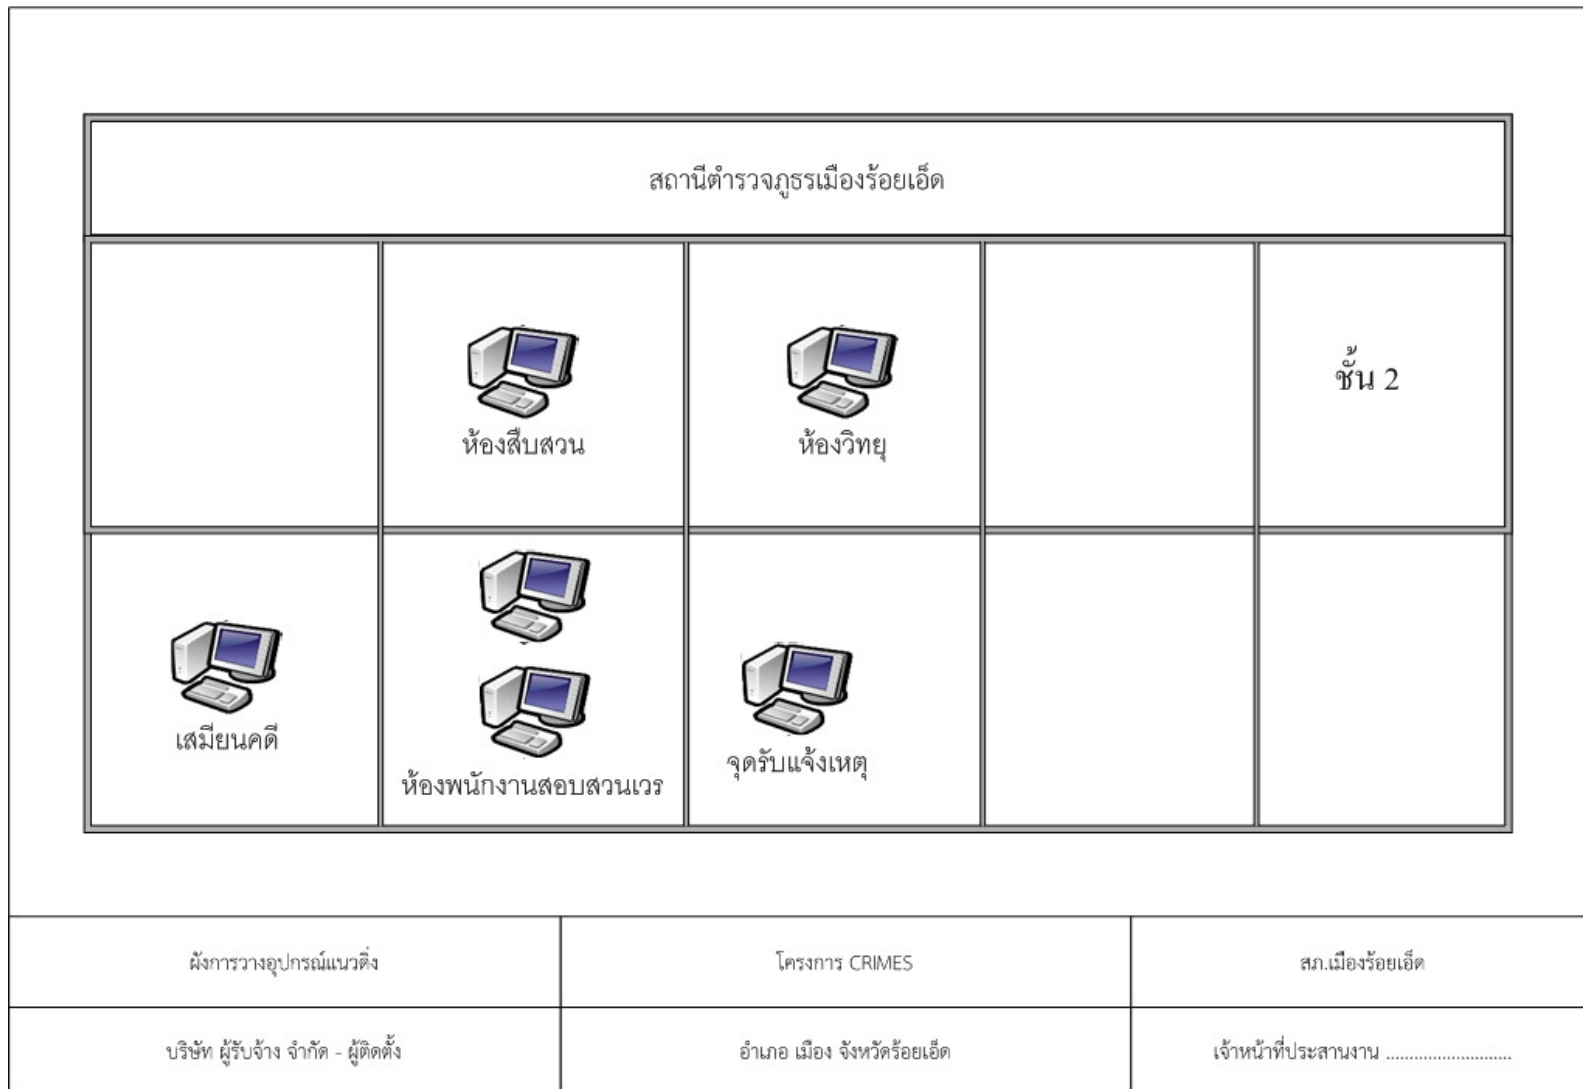 สถานีตำรวจภูธรเมืองร้อยเอ็ด
ห้องสืบสวน
ห้องวิทยุ
ชั้น 2
เสมียนคดี
ห้องพนักงานสอบสวนเวร
จุดรับแจ้งเหตุ
ผังการวางอุปกรณ์แนวดิ่ง
โครงการ CRIMES
สภ.เมืองร้อยเอ็ด
บริษัท ผู้รับจ้าง จำกัด - ผู้ติดตั้ง
อำเภอ เมือง จังหวัดร้อยเอ็ด
เจ้าหน้าที่ประสานงาน ...........................